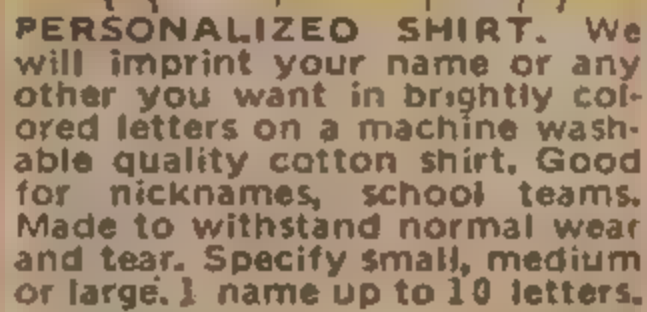 PERSONALIZED SHIRT. We
will imprint your name or any
other you want in brightly col-
ored letters on a machine wash-
able quality cotton shirt. Good
for nicknames, school teams.
Made to withstand normal wear
and tear. Specify small, medium
or large. 1 name up to 10 letters.